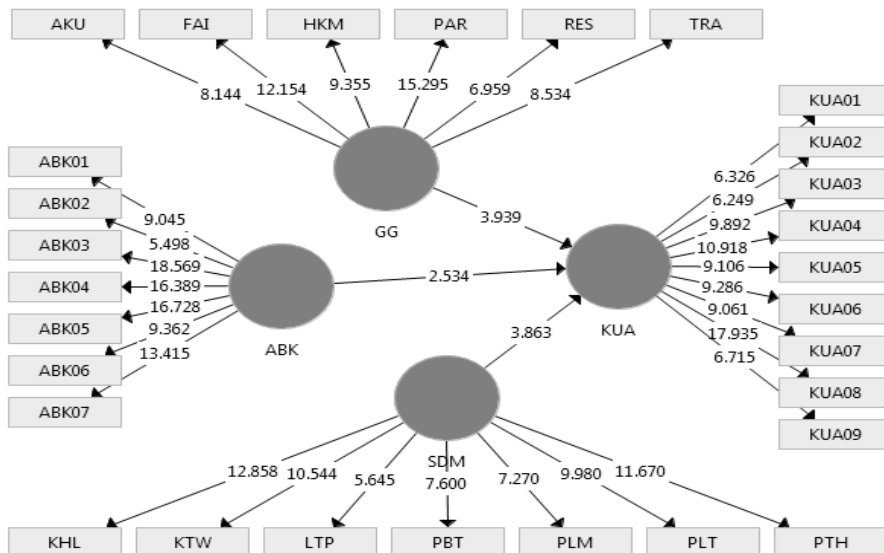 AKU FAI HKM PAR RES TRA
8.144 12.154 9.355 15.295 6.959 8.534
GG
ABK01
ABK02
ABK03
ABK04
ABK05
ABK06
ABK07
9.045
5.498
18.569
16.389
16.728
9.362
13.415
ABK
3.939
2.534
3.863
KUA
6.326
6.249
9.892
10.918
9.106
9.286
9.061
17.935
6.715
KUA01
KUA02
KUA03
KUA04
KUA05
KUA06
KUA07
KUA08
KUA09
SDM
12.858 10.544 5.645 7.600 7.270 9.980 11.670
KHL KTW LTP PBT PLM PLT PTH